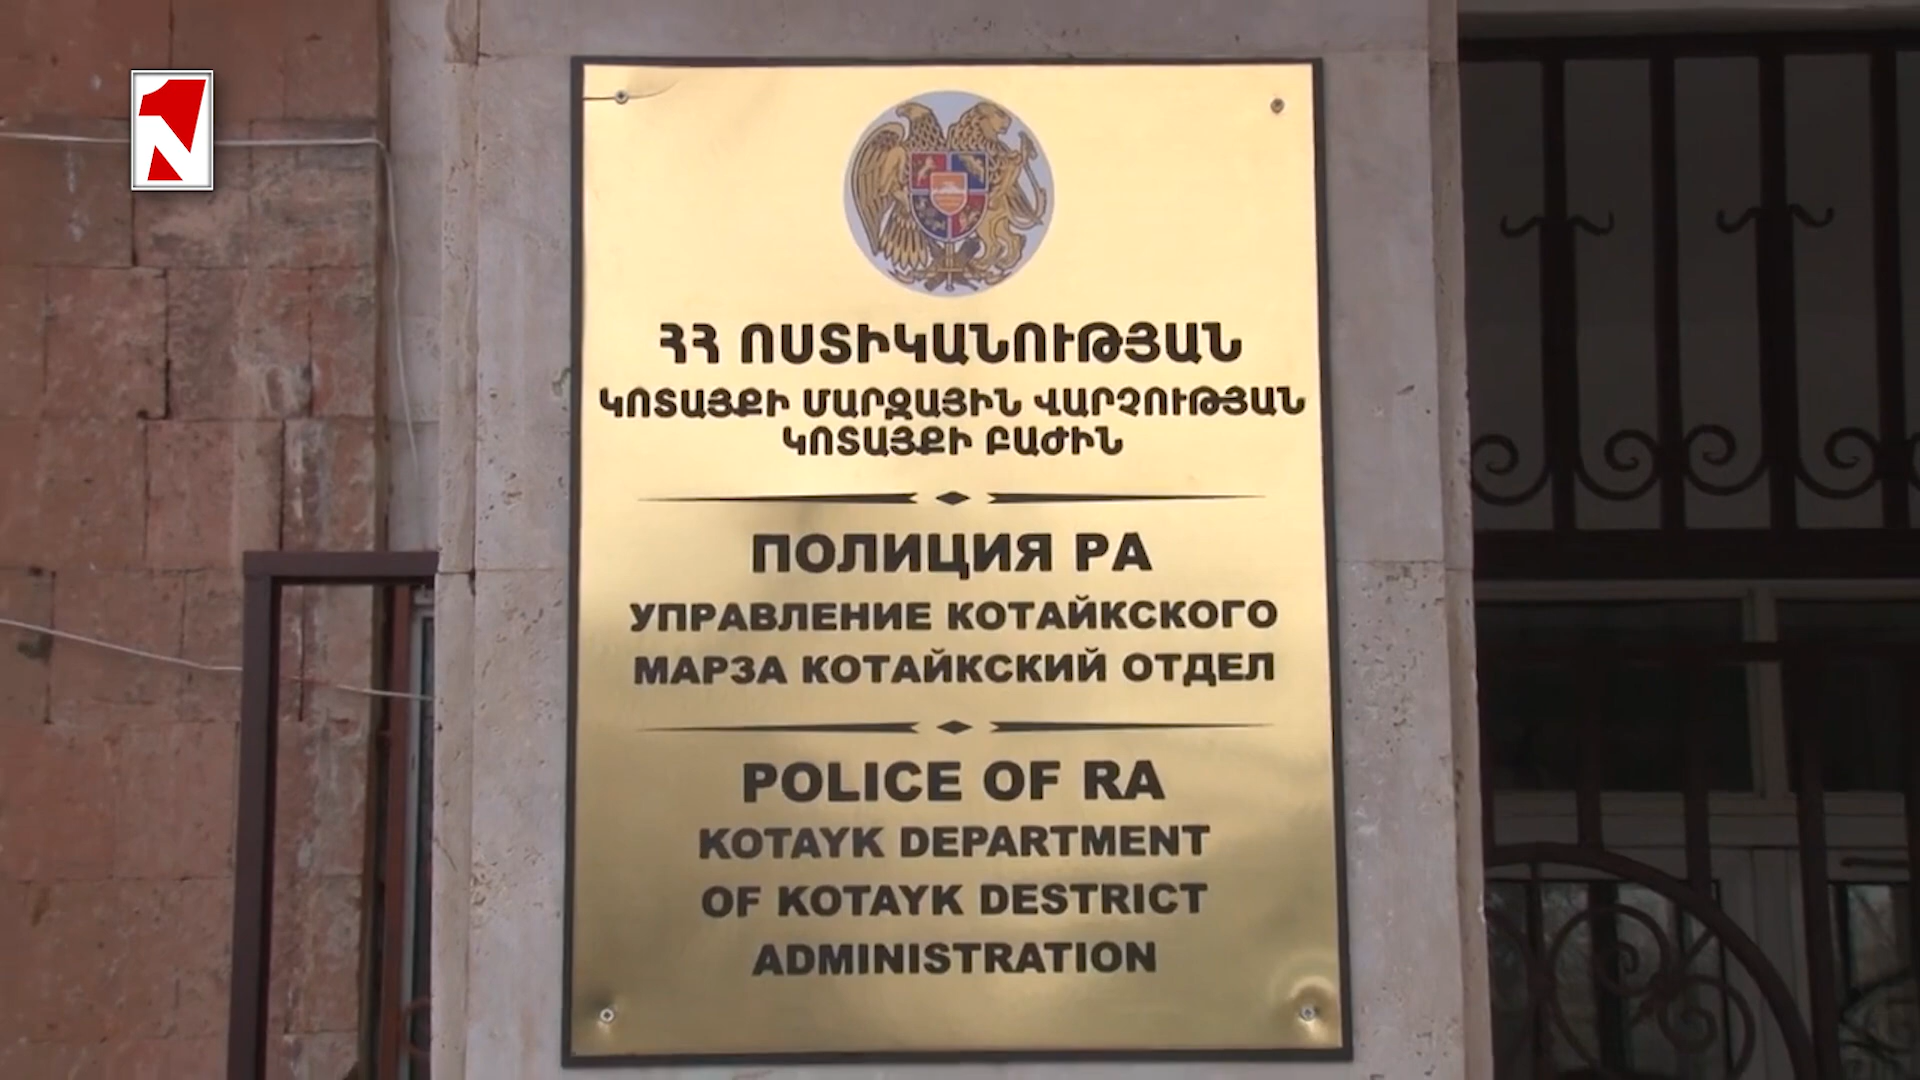 ՀՀ ՈՍՏԻԿԱՆՈՒԹՅԱՆ
ԿՈՏԱՅՔԻ ՄԱՐԶԱՅԻՆ ՎԱՐՉՈՒԹՅԱՆ
ԿՈՏԱՅՔԻ ԲԱԺԻՆ
ПОЛИЦИЯ РА
УПРАВЛЕНИЕ КОТАЙКСКОГО
МАРЗА КОТАЙКСКИЙ ОТДЕЛ
POLICE OF RA
KOTAYK DEPARTMENT
OF KOTAYK DESTRICT
ADMINISTRATION